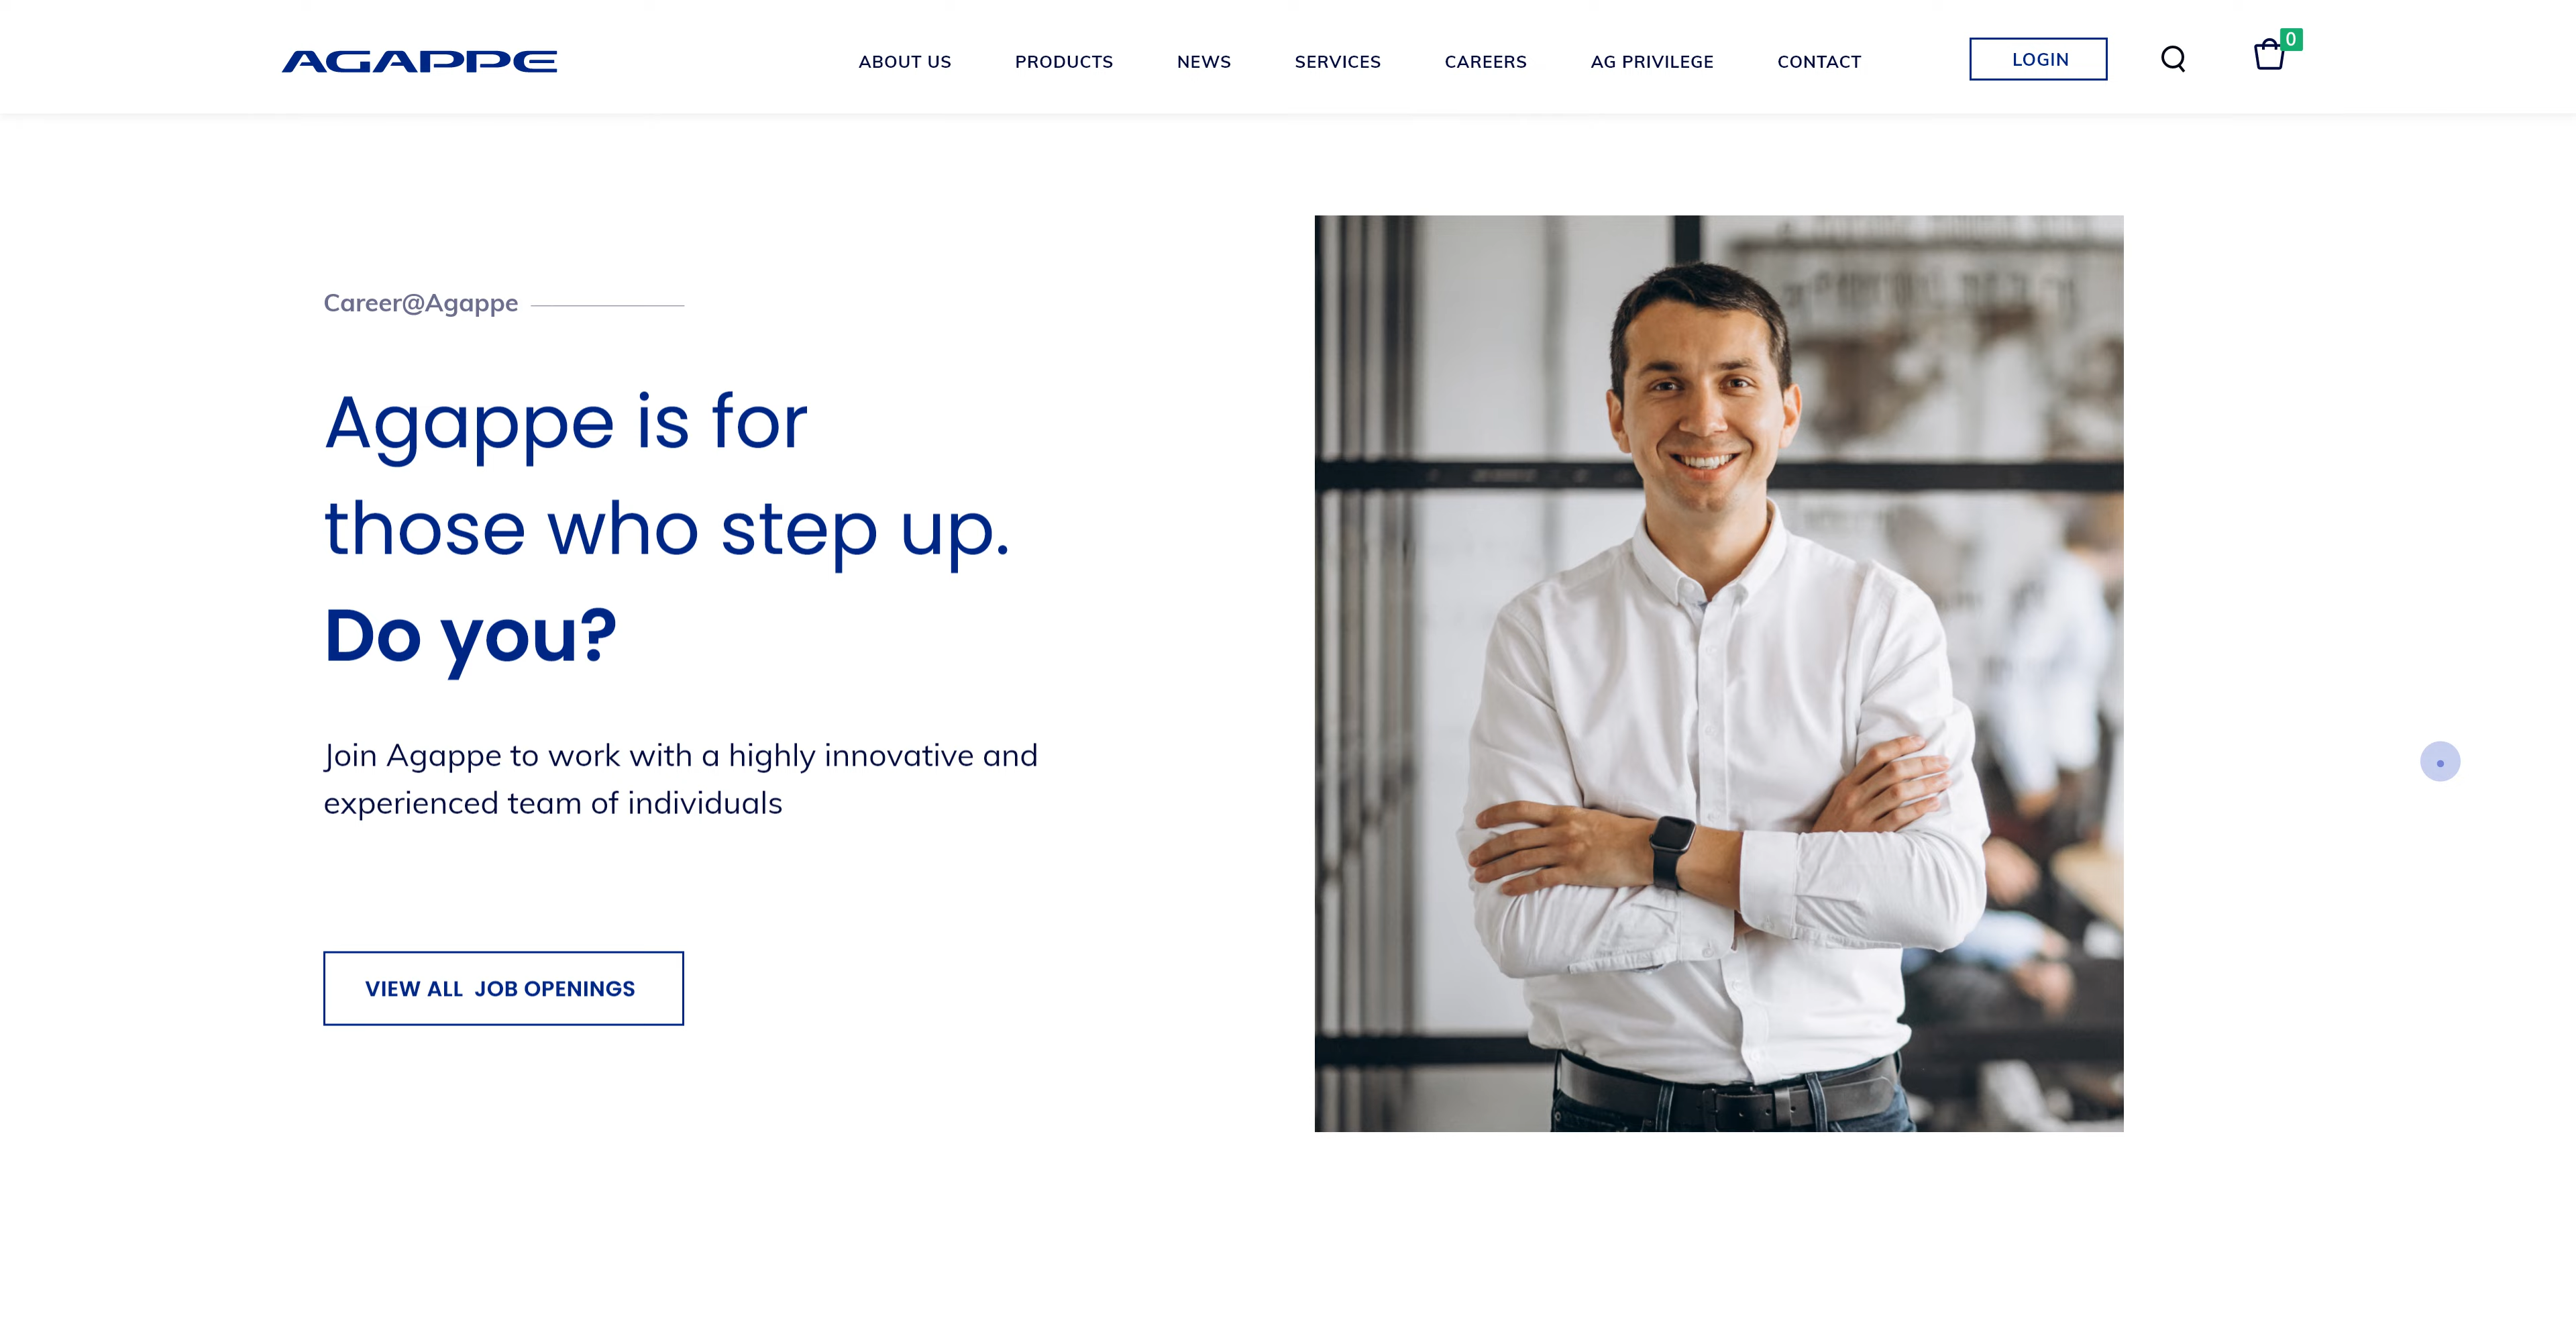 AGAPPE
ABOUT US
PRODUCTS
NEWS
SERVICES
CAREERS
AG PRIVILEGE
CONTACT
LOGIN
0
Career@Agappe
Agappe is for
those who step up.
Do you?
Join Agappe to work with a highly innovative and
experienced team of individuals
VIEW ALL  JOB OPENINGS